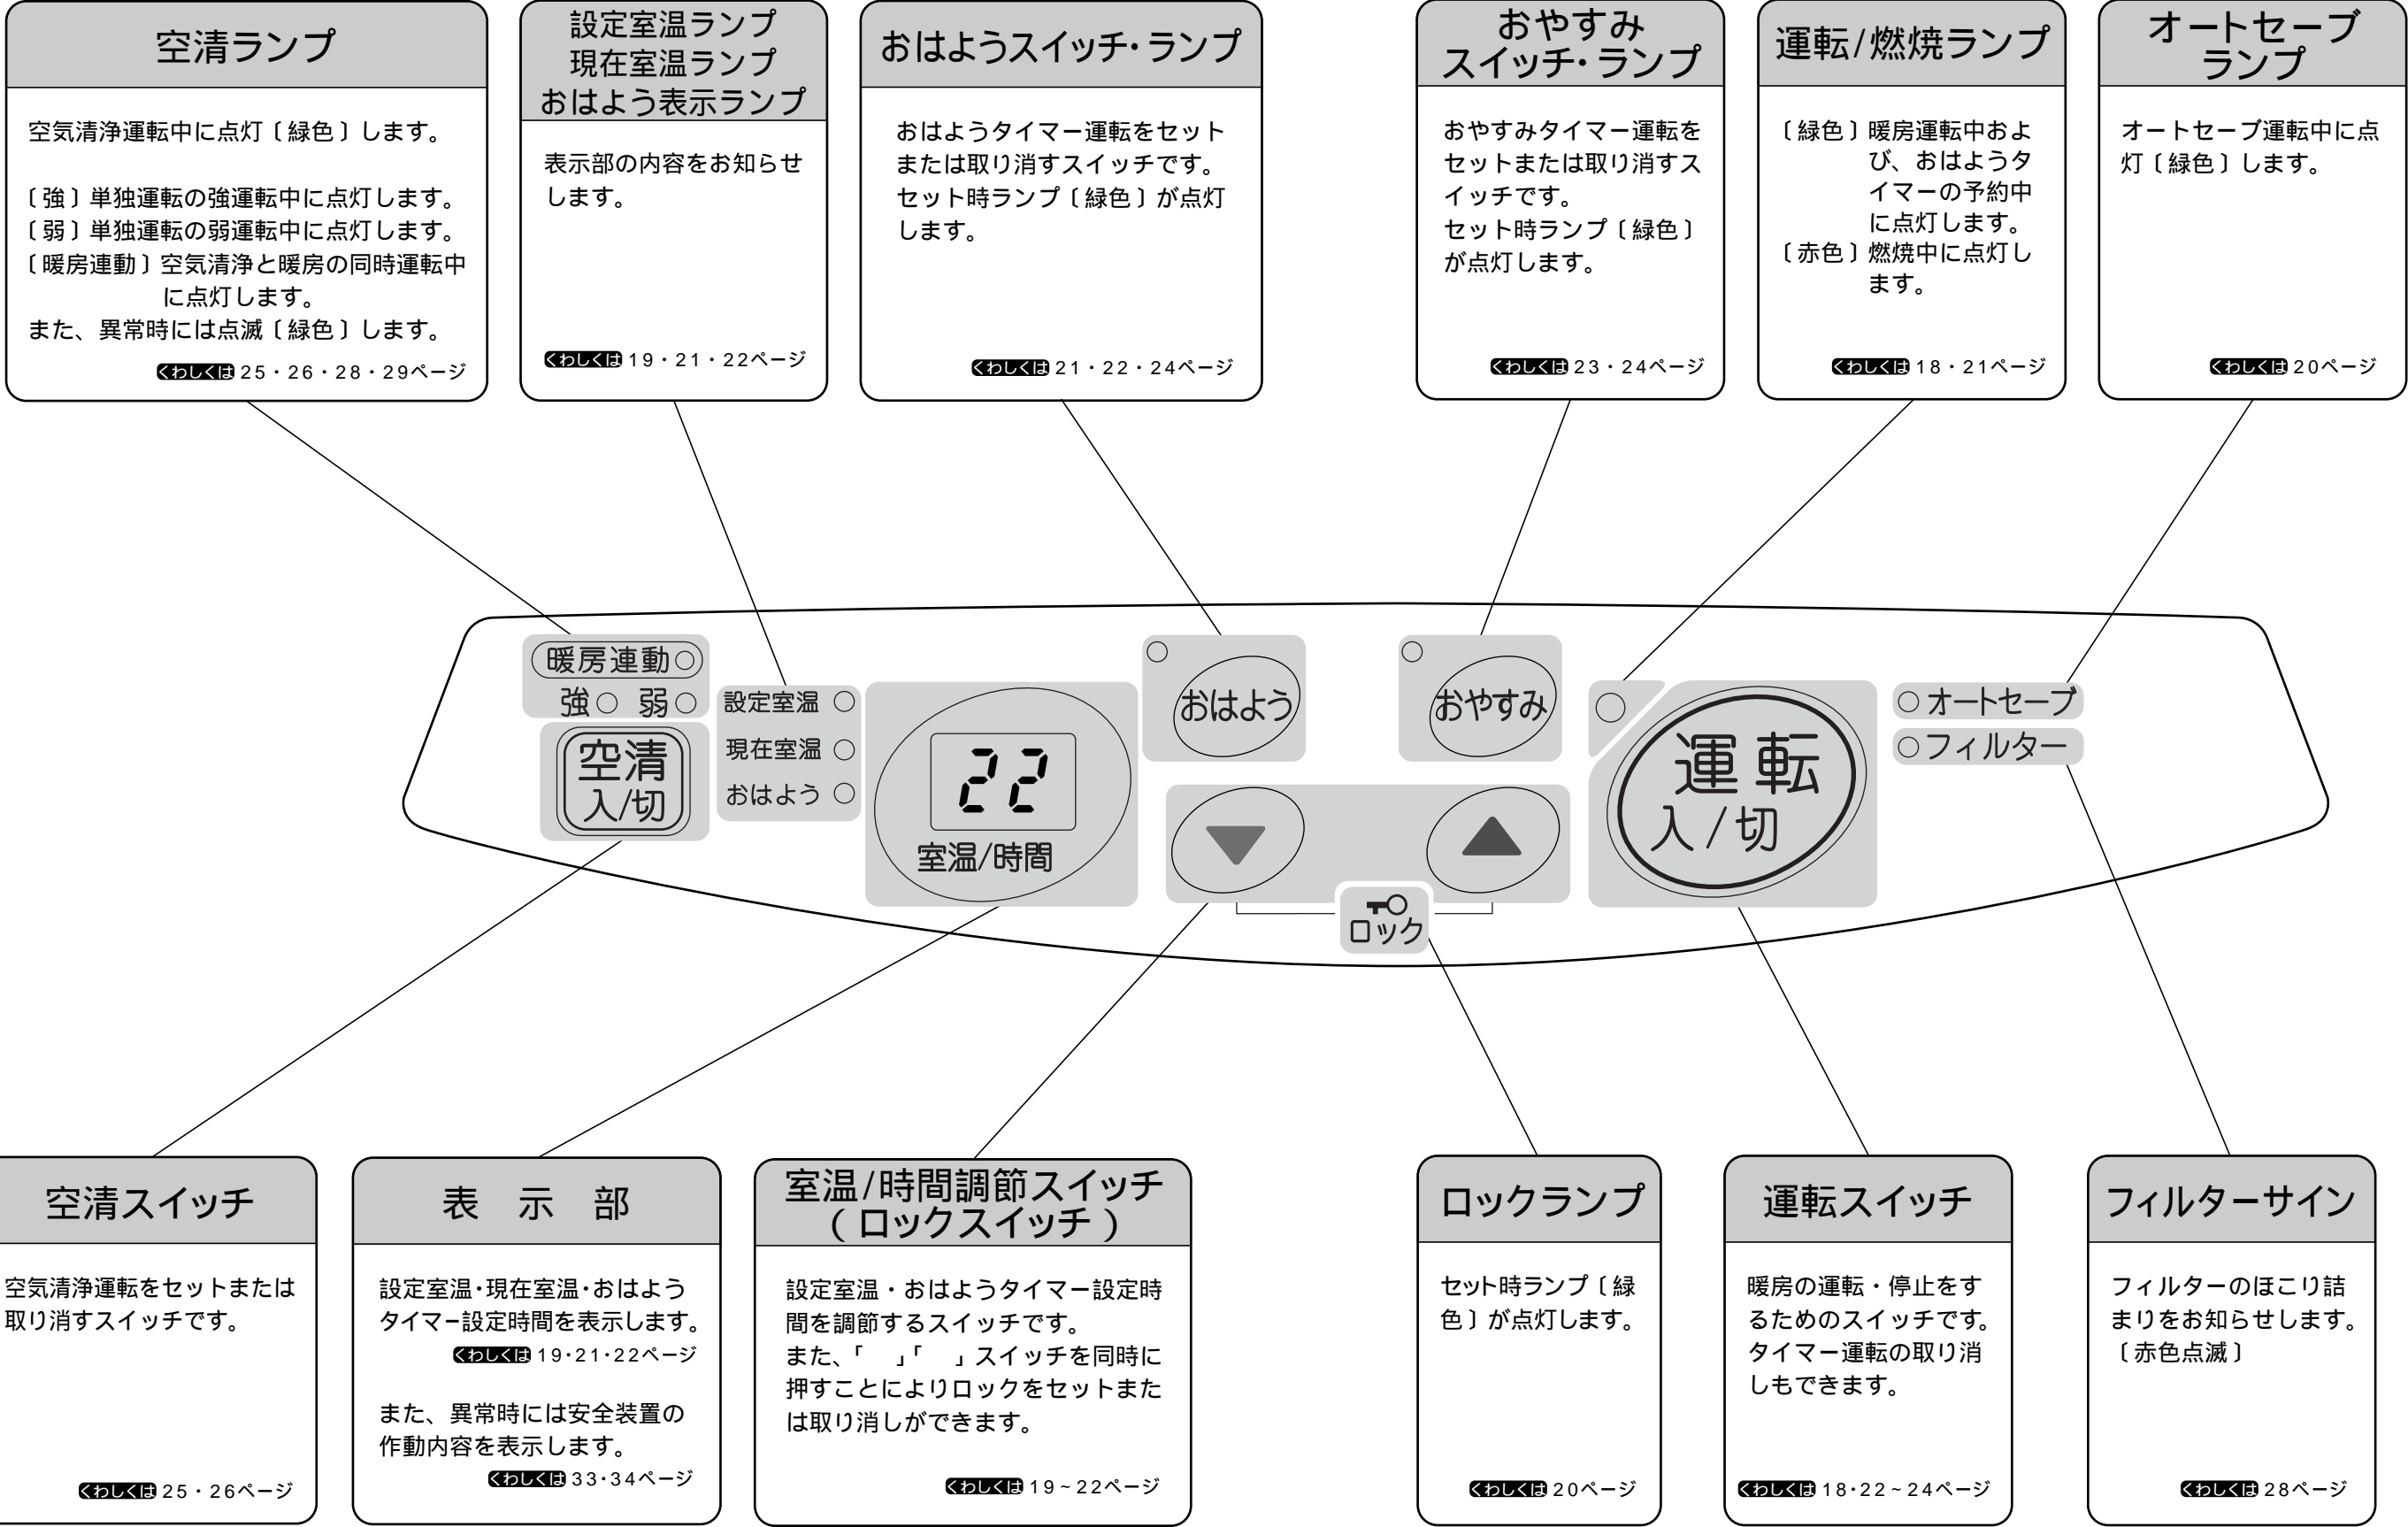 空清ランプ
空気清浄運転中に点灯〔緑色〕します。
〔強〕単独運転の強運転中に点灯します。
〔弱〕単独運転の弱運転中に点灯します。
〔暖房連動〕空気清浄と暖房の同時運転中
に点灯します。
また、異常時には点滅〔緑色〕します。
くわしくは 25・26・28・29ページ
設定室温ランプ
現在室温ランプ
おはよう表示ランプ
表示部の内容をお知らせ
します。
くわしくは 19・21・22ページ
おはようスイッチ・ランプ
おはようタイマー運転をセット
または取り消すスイッチです。
セット時ランプ〔緑色〕が点灯
します。
くわしくは 21・22・24ページ
おやすみ
スイッチ・ランプ
おやすみタイマー運転を
セットまたは取り消すス
イッチです。
セット時ランプ〔緑色〕
が点灯します。
くわしくは 23・24ページ
運転/燃焼ランプ
〔緑色〕暖房運転中およ
び、おはようタ
イマーの予約中
に点灯します。
〔赤色〕燃焼中に点灯し
ます。
くわしくは 18・21ページ
オートセーブ
ランプ
オートセーブ運転中に点
灯〔緑色〕します。
くわしくは 20ページ
暖房連動
強 弱
空清
入/切
設定室温
現在室温
おはよう
22
室温/時間
おはよう
おやすみ
▼ ▲
ロック
運転
入/切
オートセーブ
フィルター
空清スイッチ
空気清浄運転をセットまたは
取り消すスイッチです。
くわしくは 25・26ページ
表 示 部
設定室温・現在室温・おはよう
タイマー設定時間を表示します。
くわしくは 19・21・22ページ
また、異常時には安全装置の
作動内容を表示します。
くわしくは 33・34ページ
室温/時間調節スイッチ
(ロックスイッチ)
設定室温・おはようタイマー設定時
間を調節するスイッチです。
また、「 」「 」スイッチを同時に
押すことによりロックをセットまた
は取り消しができます。
くわしくは 19~22ページ
ロックランプ
セット時ランプ〔緑
色〕が点灯します。
くわしくは 20ページ
運転スイッチ
暖房の運転・停止をす
るためのスイッチです。
タイマー運転の取り消
しもできます。
くわしくは 18・22~24ページ
フィルターサイン
フィルターのほこり詰
まりをお知らせします。
〔赤色点滅〕
くわしくは 28ページ